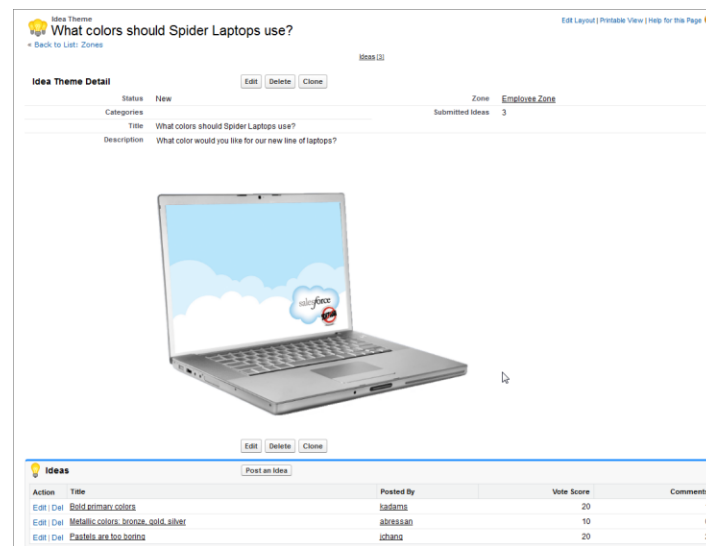 Idea Theme
What colors should Spider Laptops use?
Edit Layout | Printable View | Help for this Page
« Back to List: Zones
Ideas [3]
Idea Theme Detail
Edit Delete Clone
Status New
Zone Employee Zone
Categories
Submitted Ideas 3
Title What colors should Spider Laptops use?
Description What color would you like for our new line of laptops?
salesforce
Edit Delete Clone
Ideas
Post an Idea
Action Title Posted By Vote Score Comments
Edit | Del Bold primary colors kadams 20
Edit | Del Metallic colors: bronze, gold, silver abressan 10
Edit | Del Pastels are too boring jchang 20